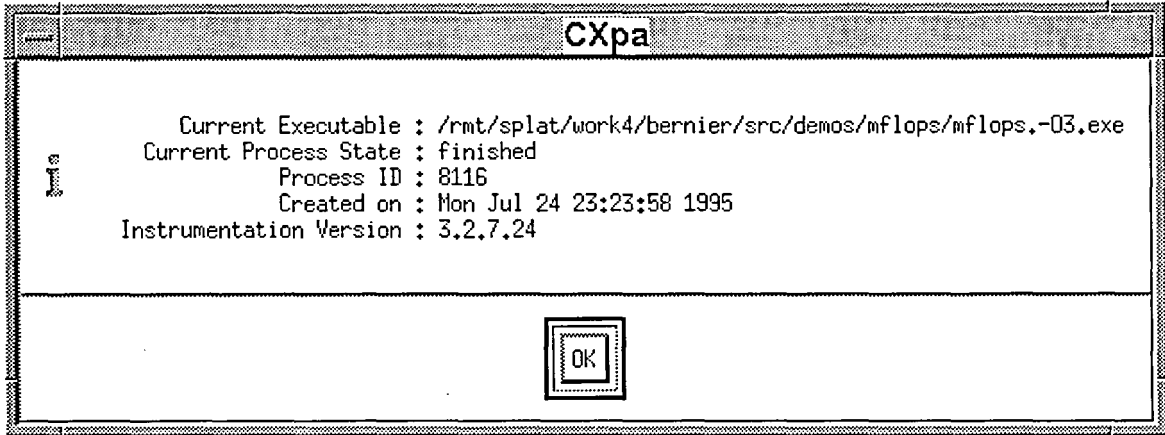 CXpa
Current Executable : /rmt/splat/work4/bernier/src/demos/mflops/mflops.-O3.exe
Current Process State : finished
Process ID : 8116
Created on : Mon Jul 24 23:23:58 1995
Instrumentation Version : 3.2.7.24
OK